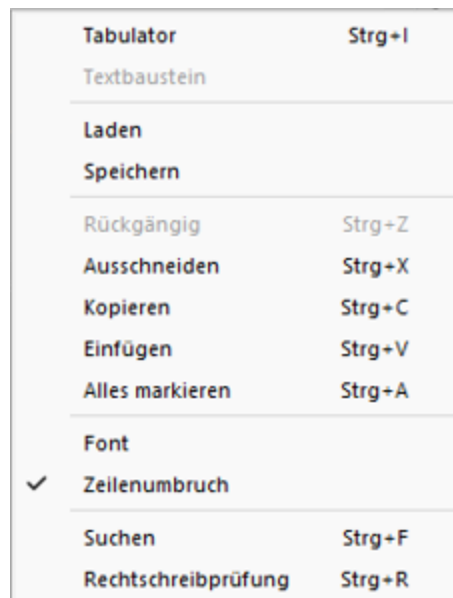 Tabulator Strg+I
Textbaustein
Laden
Speichern
Rückgängig Strg+Z
Ausschneiden Strg+X
Kopieren Strg+C
Einfügen Strg+V
Alles markieren Strg+A
Font
Zeilenumbruch
Suchen Strg+F
Rechtschreibprüfung Strg+R